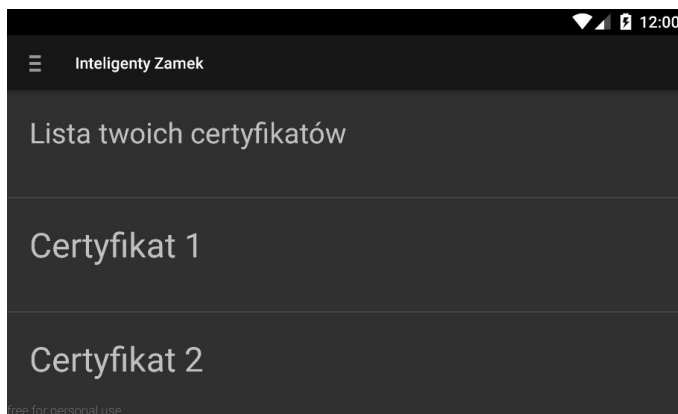 12:00
Inteligenty Zamek
Lista twoich certyfikatów
Certyfikat 1
Certyfikat 2
free for personal use